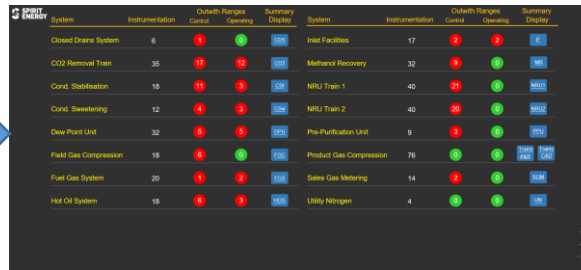 SPIRIT ENERGY
System Instrumentation Outwith Ranges Control Operating Summary Display System Instrumentation Outwith Ranges Control Operating Summary Display
Closed Drains System 6 1 0 CDS Inlet Facilities 17 2 2 E
CO2 Removal Train 35 17 12 CO2 Methanol Recovery 32 9 0 MR
Cond. Stabilisation 18 11 3 CSt NRU Train 1 40 21 0 NRU1
Cond. Sweetening 12 4 3 CSw NRU Train 2 40 20 0 NRU2
Dew Point Unit 32 5 5 DPU Pre-Purification Unit 9 3 0 PPU
Field Gas Compression 18 6 0 FGC Product Gas Compression 76 0 0 Trains A&B Trains C&D
Fuel Gas System 20 1 2 FGS Sales Gas Metering 14 2 0 SGM
Hot Oil System 18 6 3 HOS Utility Nitrogen 4 0 0 UN